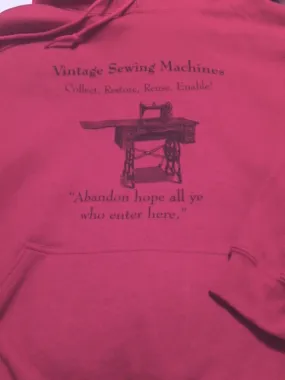 Vintage Sewing Machines
Collect, Restore, Reuse, Enable!
"Abandon hope all ye
who enter here."